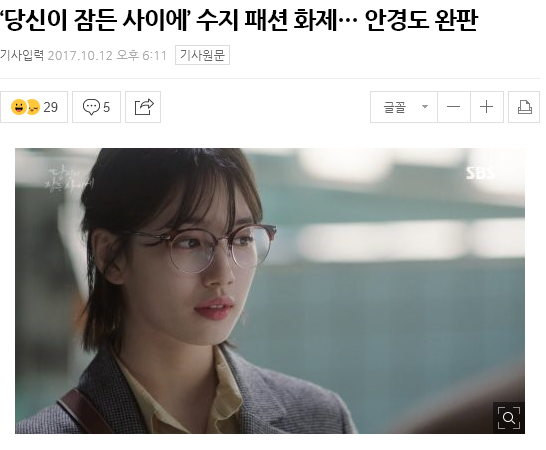 ‘당신이 잠든 사이에’ 수지 패션 화제… 안경도 완판
기사입력 2017.10.12 오후 6:11 기사원문
29 5 글꼴
당신이
잠든 사이에
SBS